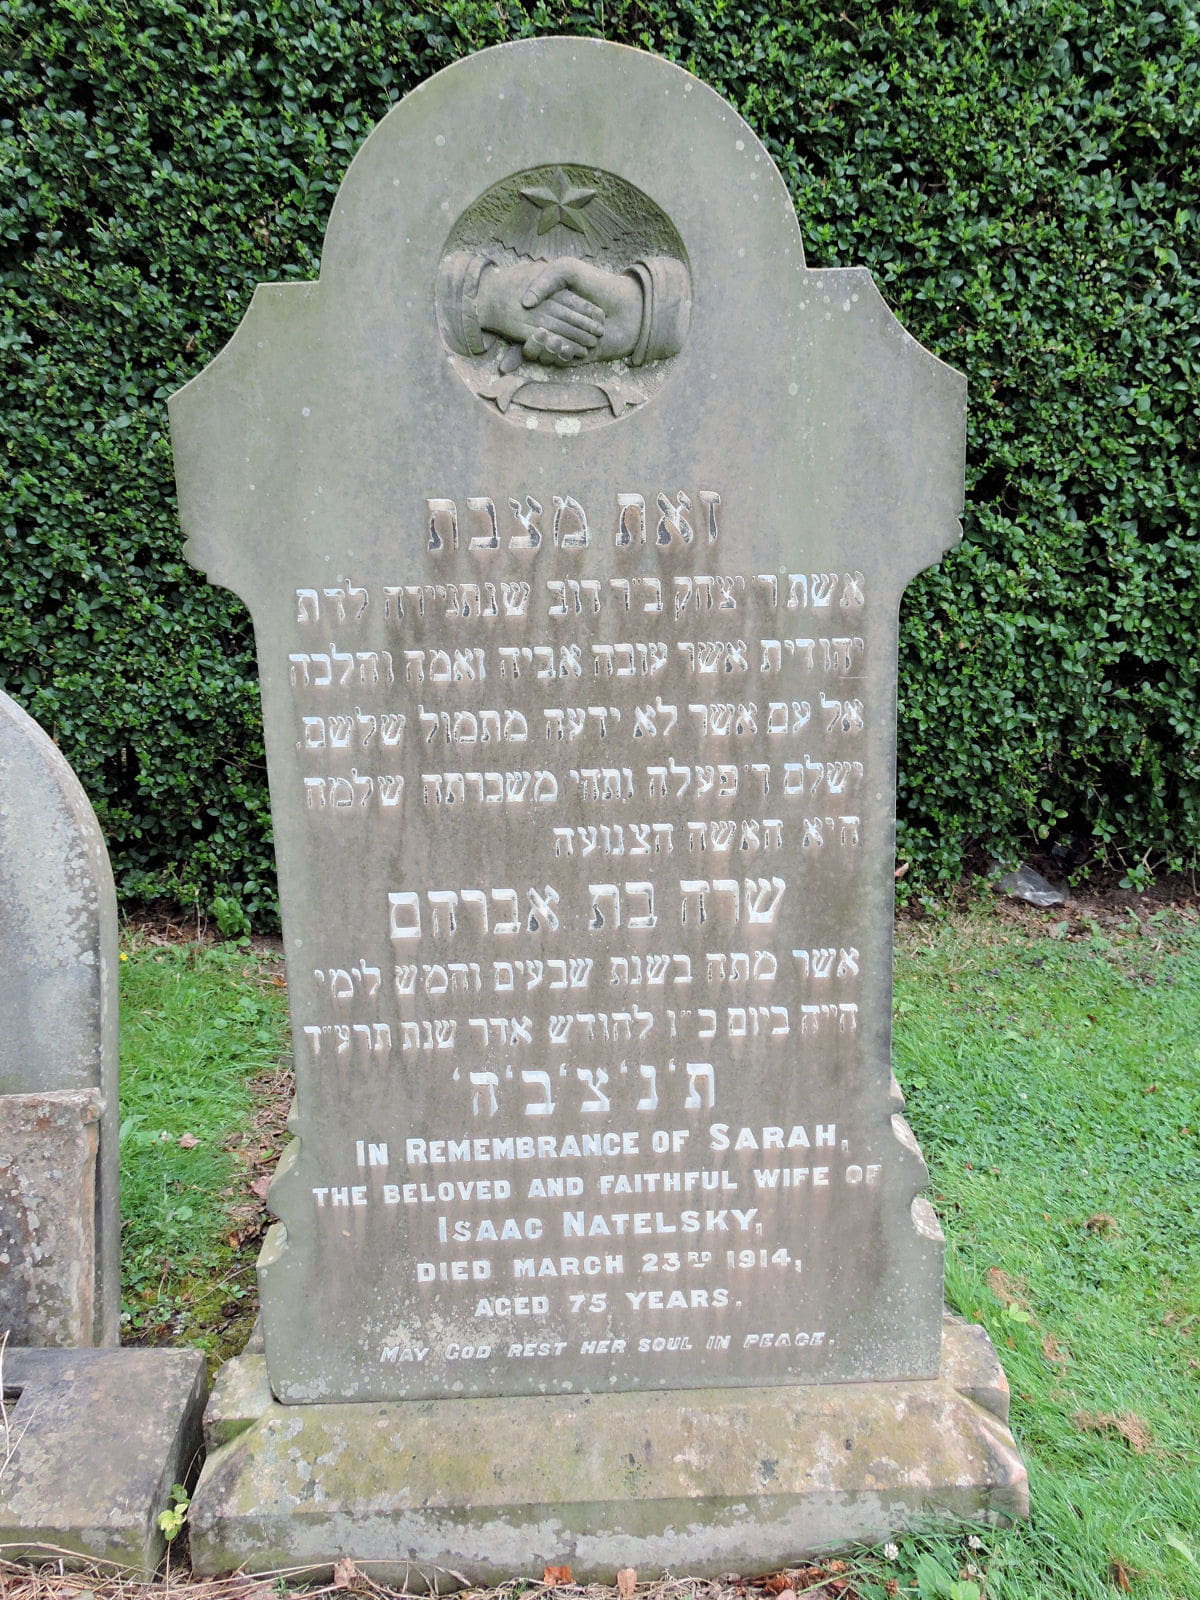 זאת מצבת
אשת ר' יצחק ב"ר דוב שנתגיירה לדת
יהודית אשר עזבה אביה ואמה והלכה
אל עם אשר לא ידעה מתמול שלשם.
ישלם ד' פעלה ותהי משכרתה שלמה
היא האשה הצנועה
שרה בת אברהם
אשר מתה בשנת שבעים וחמש לימי
חייה ביום כ"ו לחודש אדר שנת תרע"ד
ת'נ'צ'ב'ה'
In Remembrance of Sarah,
the beloved and faithful wife of
Isaac Natelsky,
died March 23rd 1914,
aged 75 years.
May God rest her soul in peace.